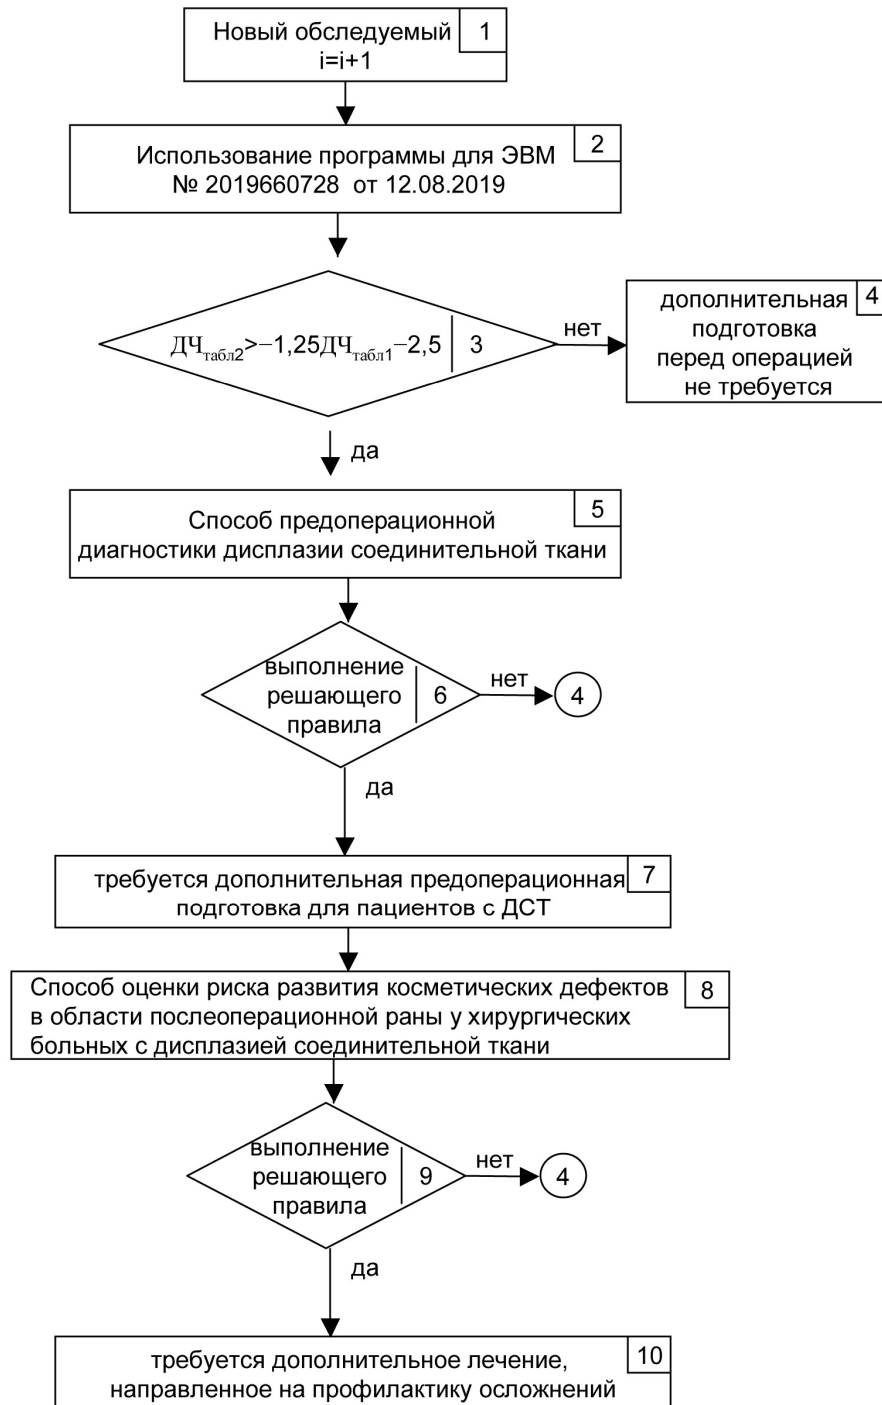 Новый обследуемый 1
i=i+1
Использование программы для ЭВМ 2
№ 2019660728 от 12.08.2019
ДЧтабл2>−1,25ДЧтабл1−2,5 3
нет
дополнительная 4
подготовка
перед операцией
не требуется
да
Способ предоперационной 5
диагностики дисплазии соединительной ткани
выполнение
решающего 6
правила
нет
4
да
требуется дополнительная предоперационная 7
подготовка для пациентов с ДСТ
Способ оценки риска развития косметических дефектов 8
в области послеоперационной раны у хирургических
больных с дисплазией соединительной ткани
выполнение
решающего 9
правила
нет
4
да
требуется дополнительное лечение, 10
направленное на профилактику осложнений